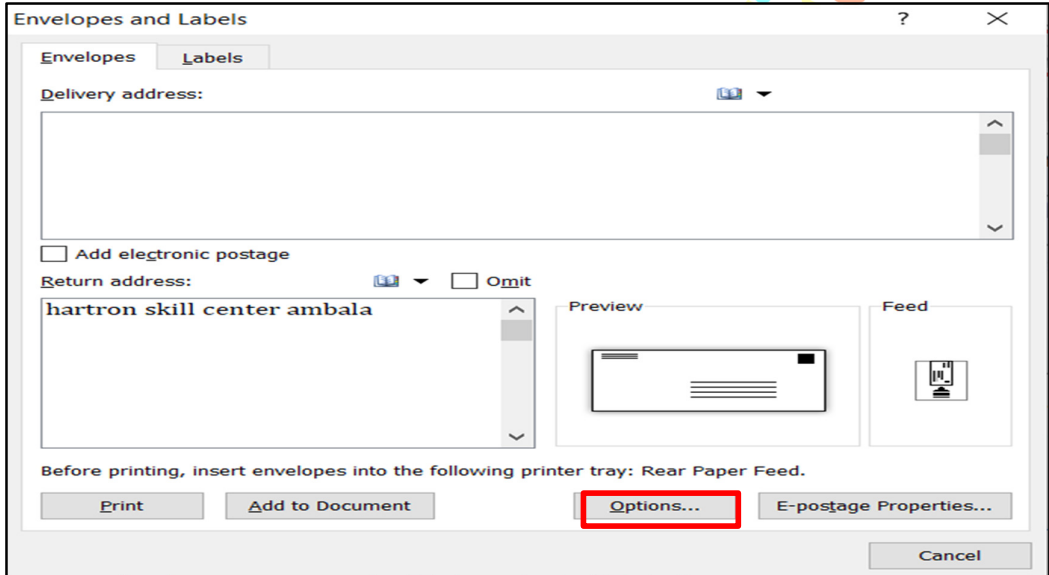 Envelopes and Labels ?
Envelopes Labels
Delivery address:
Add electronic postage
Return address: Omit
hartron skill center ambala
Preview
Feed
Before printing, insert envelopes into the following printer tray: Rear Paper Feed.
Print Add to Document Options... E-postage Properties...
Cancel